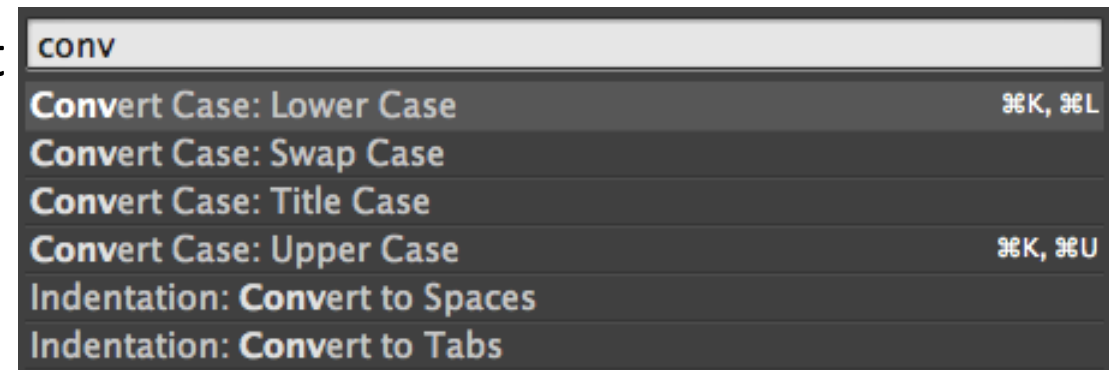 conv
Convert Case: Lower Case ⌘K, ⌘L
Convert Case: Swap Case
Convert Case: Title Case
Convert Case: Upper Case ⌘K, ⌘U
Indentation: Convert to Spaces
Indentation: Convert to Tabs